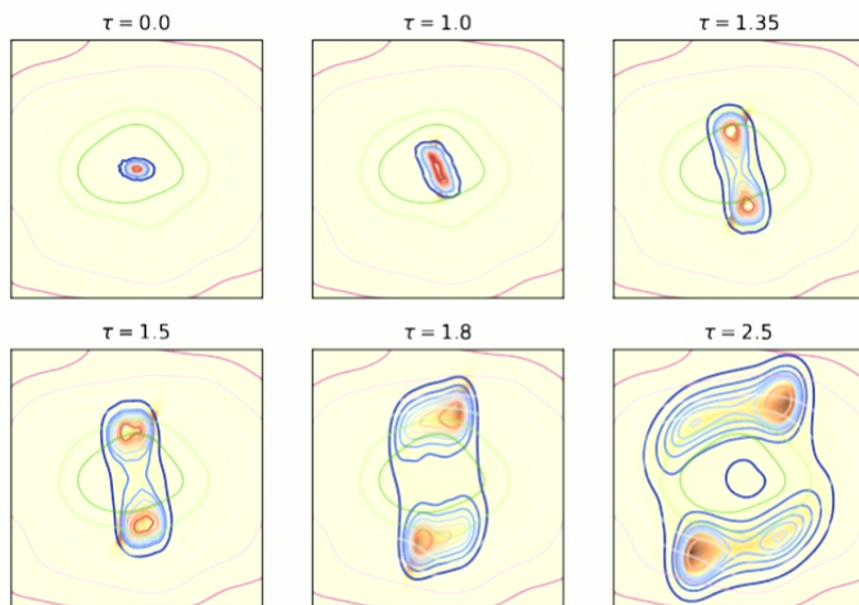 τ = 0.0
τ = 1.0
τ = 1.35
τ = 1.5
τ = 1.8
τ = 2.5